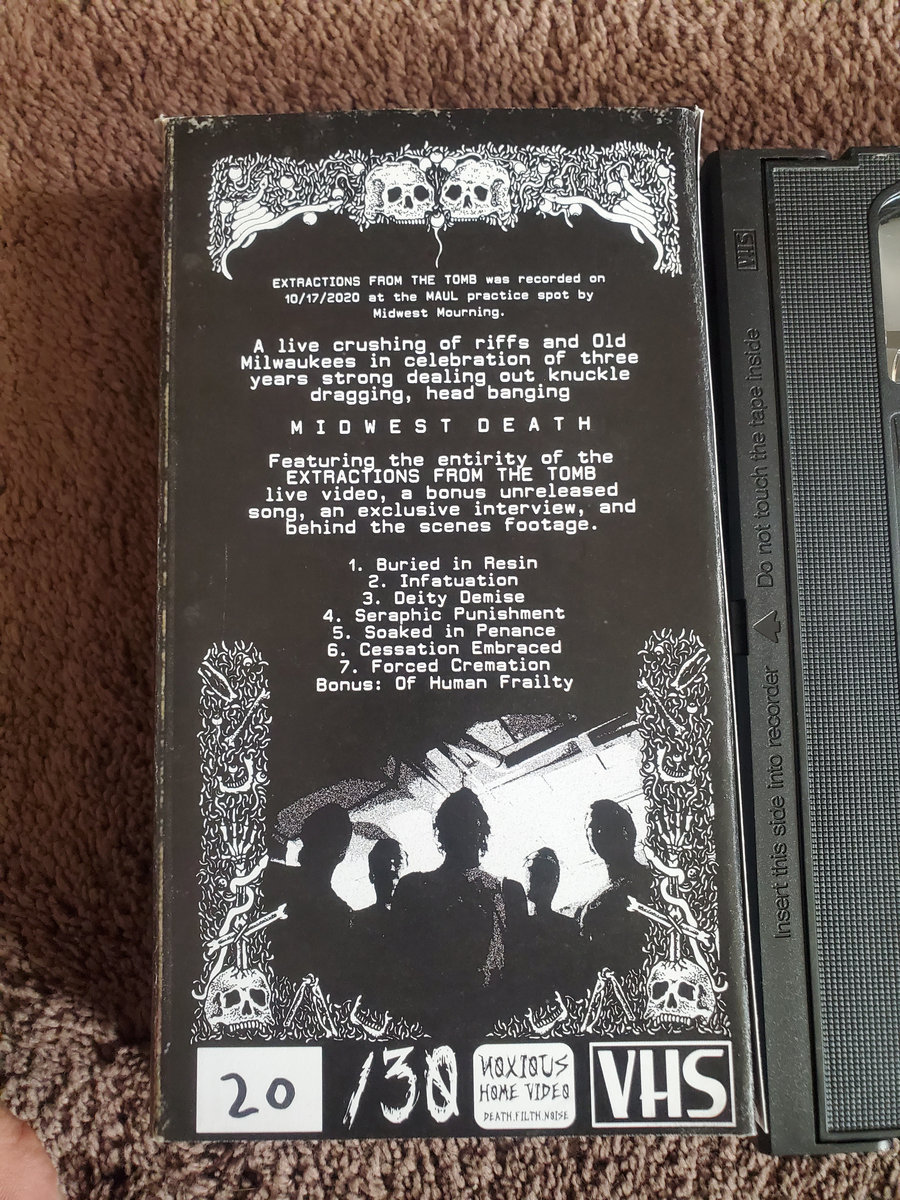 EXTRACTIONS FROM THE TOMB was recorded on
10/17/2020 at the MAUL practice spot by
Midwest Mourning.
A live crushing of riffs and Old
Milwaukees in celebration of three
years strong dealing out knuckle
dragging, head banging
MIDWEST DEATH
Featuring the entirity of the
EXTRACTIONS FROM THE TOMB
live video, a bonus unreleased
song, an exclusive interview, and
behind the scenes footage.
1. Buried in Resin
2. Infatuation
3. Deity Demise
4. Seraphic Punishment
5. Soaked in Penance
6. Cessation Embraced
7. Forced Cremation
Bonus: Of Human Frailty
20 /30
NOXIOUS
HOME VIDEO
DEATH.FILTH.NOISE
VHS
VHS
Do not touch the tape inside
Insert this side into recorder